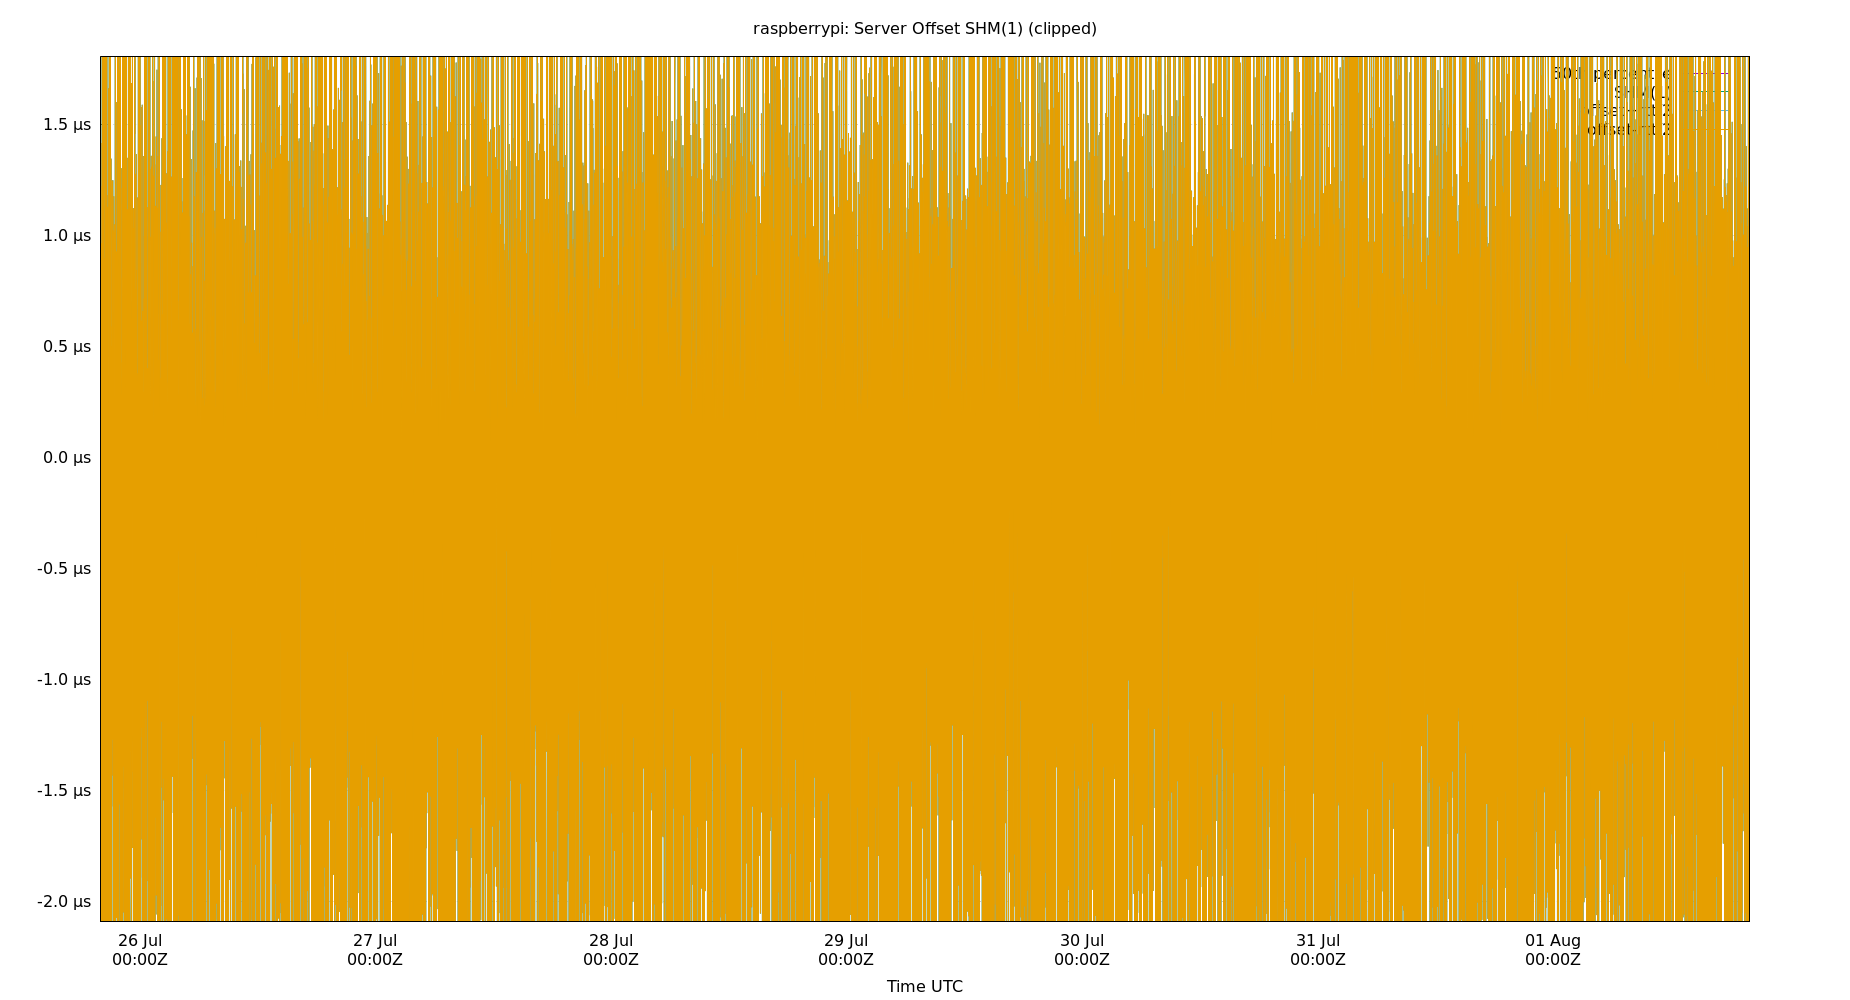 raspberrypi: Server Offset SHM(1) (clipped)
1.5 µs
1.0 µs
0.5 µs
0.0 µs
-0.5 µs
-1.0 µs
-1.5 µs
-2.0 µs
26 Jul 27 Jul 28 Jul 29 Jul 30 Jul 31 Jul 01 Aug
00:00Z 00:00Z 00:00Z 00:00Z 00:00Z 00:00Z 00:00Z
Time UTC